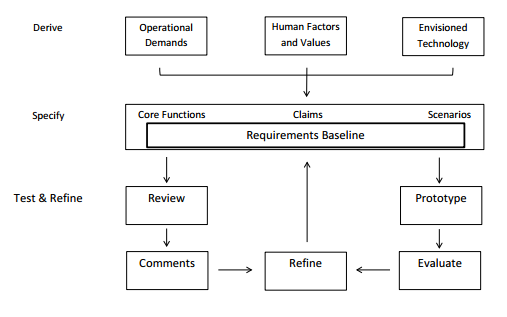 Derive
Operational
Demands
Human Factors
and Values
Envisioned
Technology
Specify
Core Functions
Claims
Scenarios
Requirements Baseline
Test & Refine
Review
Prototype
Comments
Refine
Evaluate